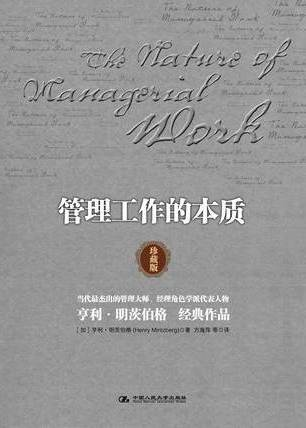 The Nature of
Managerial
Work
管理工作的本质
珍藏版
当代最杰出的管理大师、经理角色学派代表人物
亨利·明茨伯格 经典作品
[加] 亨利·明茨伯格 (Henry Mintzberg) 著 方海萍 等译
中国人民大学出版社